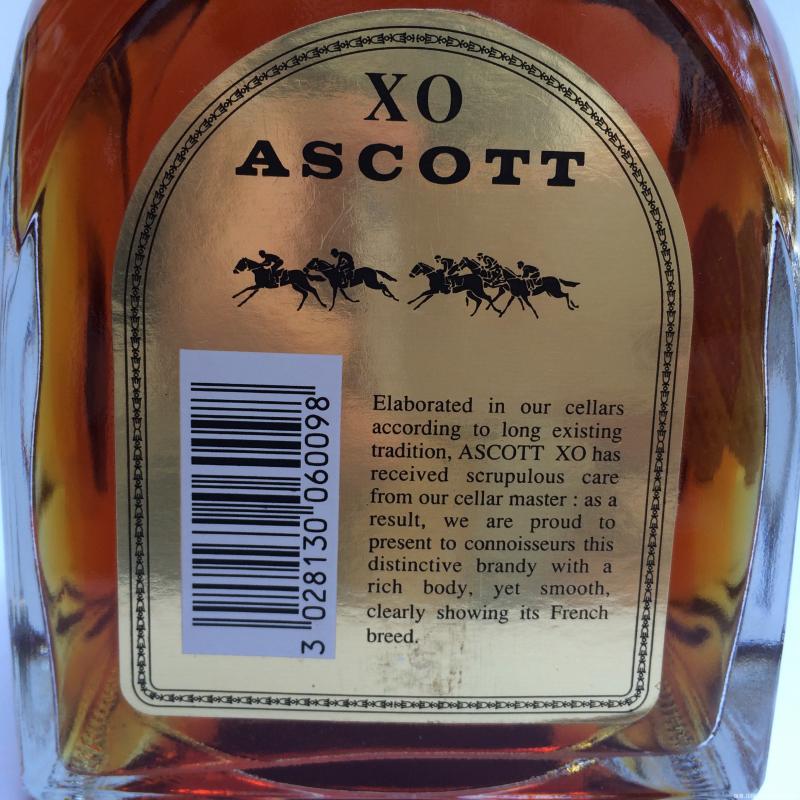 XO
ASCOTT
3 028130 060098
Elaborated in our cellars
according to long existing
tradition, ASCOTT XO has
received scrupulous care
from our cellar master : as a
result, we are proud to
present to connoisseurs this
distinctive brandy with a
rich body, yet smooth,
clearly showing its French
breed.